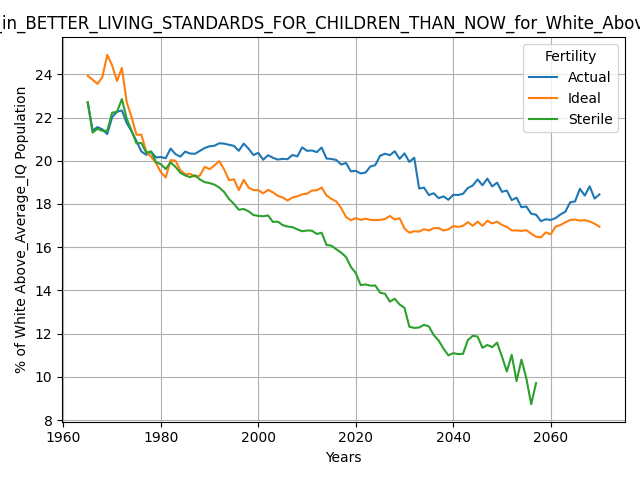 _in_BETTER_LIVING_STANDARDS_FOR_CHILDREN_THAN_NOW_for_White_Abov
Fertility
Actual
Ideal
Sterile
% of White Above_Average_IQ Population
24
22
20
18
16
14
12
10
8
1960 1980 2000 2020 2040 2060
Years